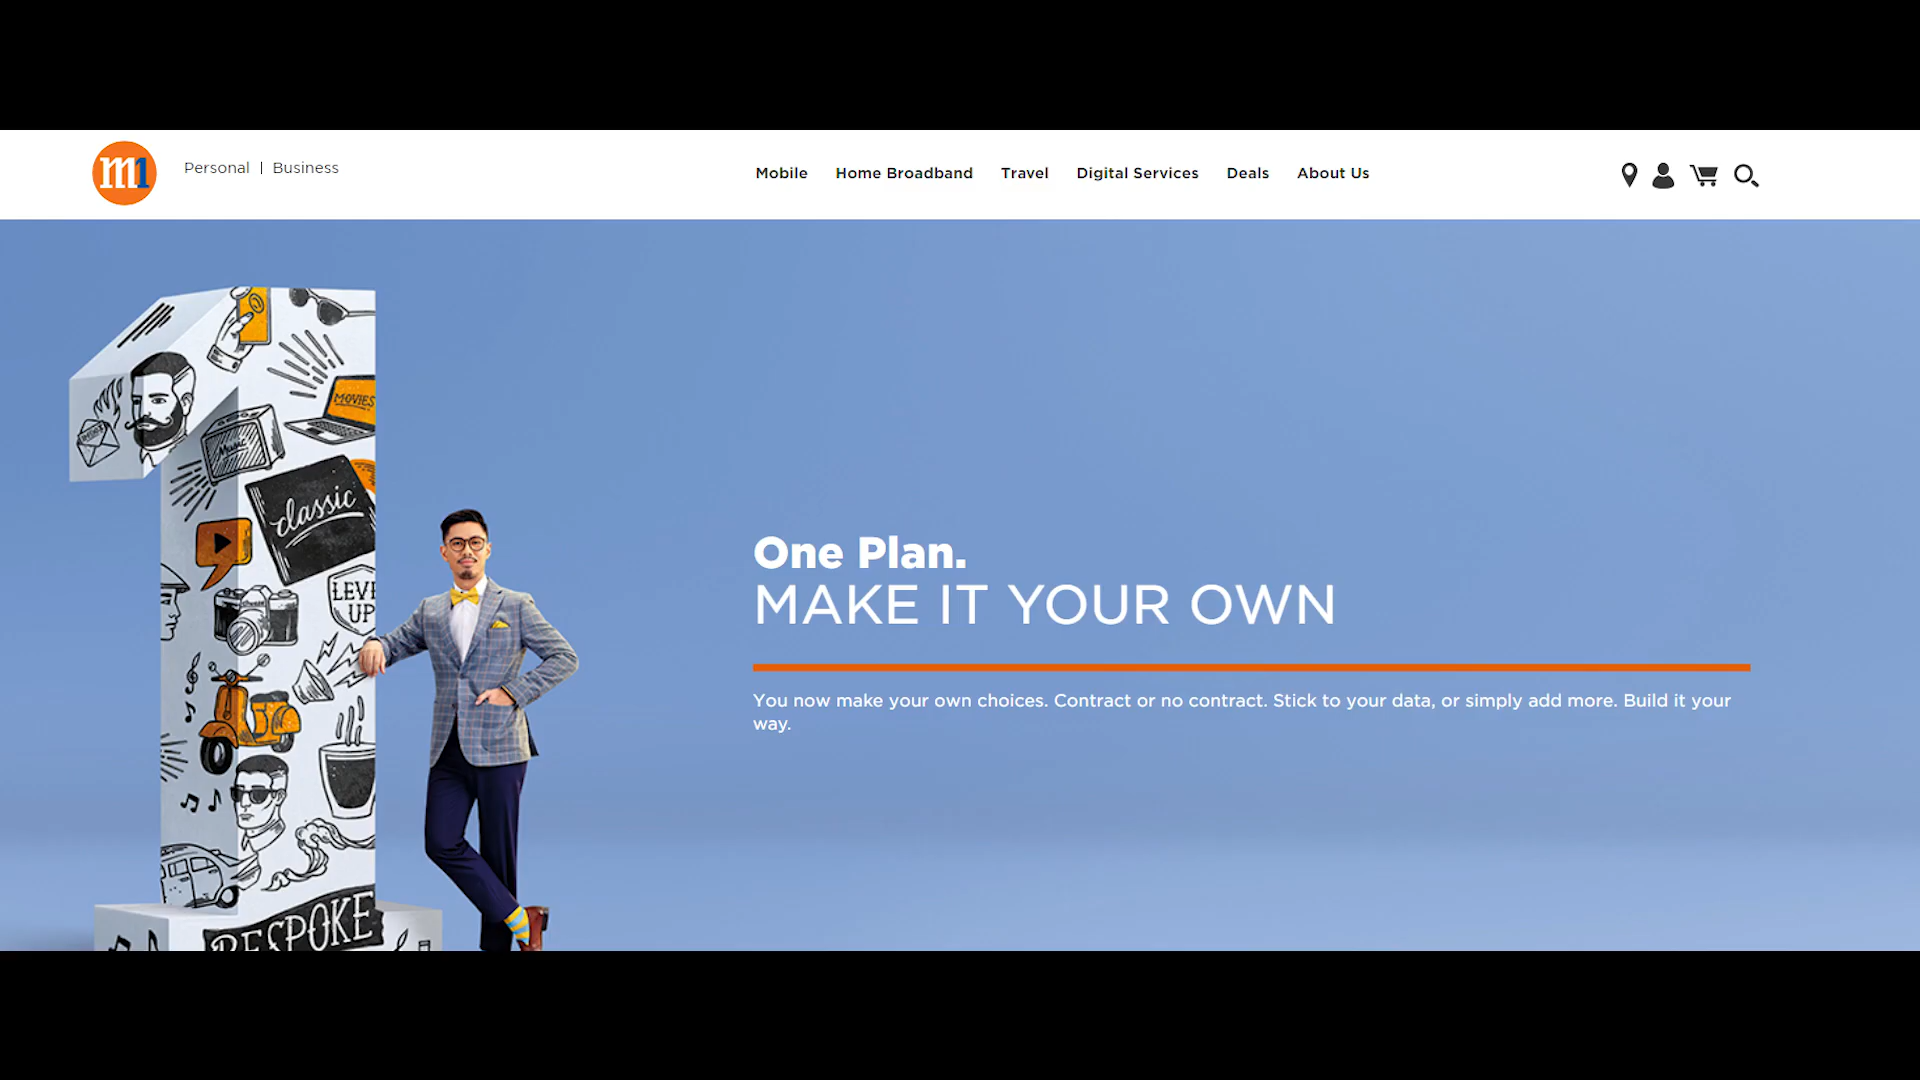 m1
Personal | Business
Mobile Home Broadband Travel Digital Services Deals About Us
MOVIES
Music
classic
LEVEL
UP
BESPOKE
One Plan.
MAKE IT YOUR OWN
You now make your own choices. Contract or no contract. Stick to your data, or simply add more. Build it your
way.